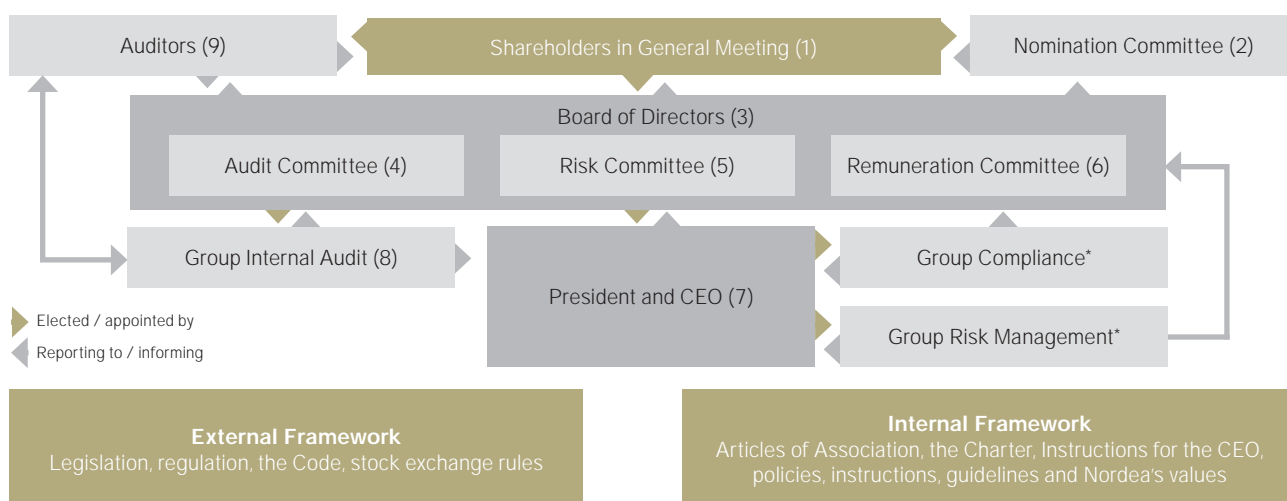 Auditors (9)
Shareholders in General Meeting (1)
Nomination Committee (2)
Board of Directors (3)
Audit Committee (4)
Risk Committee (5)
Remuneration Committee (6)
Group Internal Audit (8)
President and CEO (7)
Group Compliance*
Group Risk Management*
Elected / appointed by
Reporting to / informing
External Framework
Legislation, regulation, the Code, stock exchange rules
Internal Framework
Articles of Association, the Charter, Instructions for the CEO,
policies, instructions, guidelines and Nordea's values